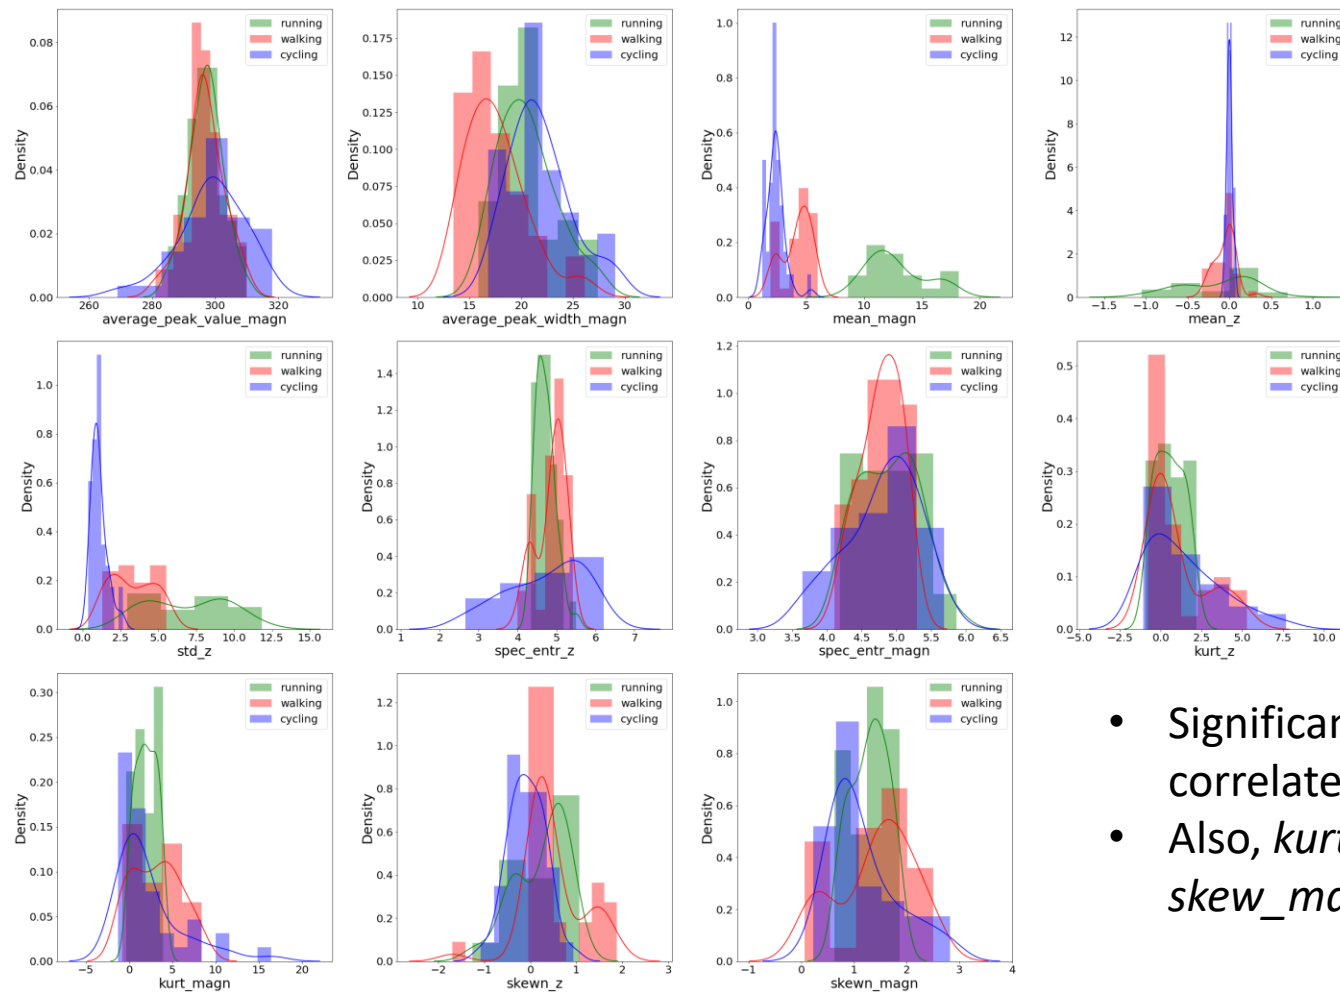 running
walking
cycling
Density
0.08
0.06
0.04
0.02
0.00
260
280
300
320
average_peak_value_magn
running
walking
cycling
Density
0.175
0.150
0.125
0.100
0.075
0.050
0.025
0.000
10
15
20
25
30
average_peak_width_magn
running
walking
cycling
Density
1.0
0.8
0.6
0.4
0.2
0.0
0
5
10
15
20
mean_magn
running
walking
cycling
Density
12
10
8
6
4
2
0
−1.5
−1.0
−0.5
0.0
0.5
1.0
mean_z
running
walking
cycling
Density
1.0
0.8
0.6
0.4
0.2
0.0
0.0
2.5
5.0
7.5
10.0
12.5
15.0
std_z
running
walking
cycling
Density
1.4
1.2
1.0
0.8
0.6
0.4
0.2
0.0
1
2
3
4
5
6
7
spec_entr_z
running
walking
cycling
Density
1.2
1.0
0.8
0.6
0.4
0.2
0.0
3.0
3.5
4.0
4.5
5.0
5.5
6.0
6.5
spec_entr_magn
running
walking
cycling
Density
0.5
0.4
0.3
0.2
0.1
0.0
−5.0
−2.5
0.0
2.5
5.0
7.5
10.0
kurt_z
running
walking
cycling
Density
0.30
0.25
0.20
0.15
0.10
0.05
0.00
−5
0
5
10
15
20
kurt_magn
running
walking
cycling
Density
1.2
1.0
0.8
0.6
0.4
0.2
0.0
−2
−1
0
1
2
3
skewn_z
running
walking
cycling
Density
1.0
0.8
0.6
0.4
0.2
0.0
−1
0
1
2
3
4
skewn_magn
• Significan
correlate
• Also, kurt
skew_ma